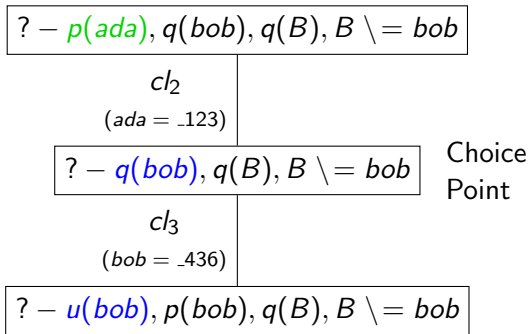 ? − p(ada), q(bob), q(B), B \= bob
cl₂
(ada = _123)
? − q(bob), q(B), B \= bob
Choice
Point
cl₃
(bob = _436)
? − u(bob), p(bob), q(B), B \= bob